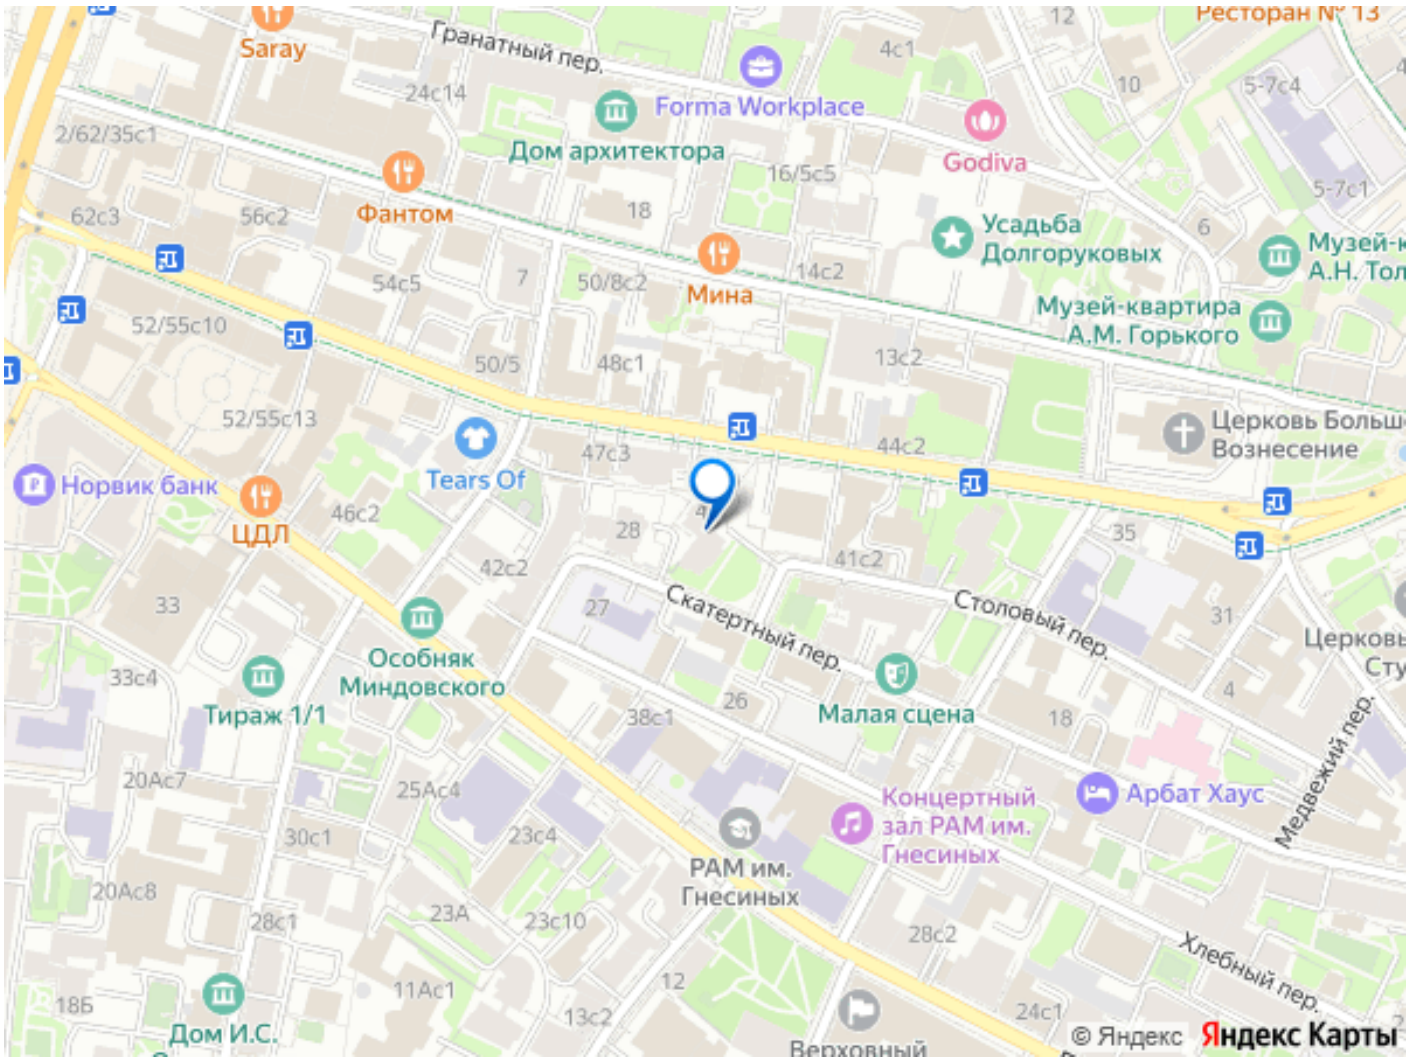 Ресторан № 13
Saray
Гранатный пер.
12
4с1
10
5-7с4
24с14
Forma Workplace
2/62/35с1
Дом архитектора
Godiva
16/5с5
5-7с1
Фантом
62с3
56с2
18
Усадьба
Долгоруковых
6
Музей-к
А.Н. Тол
54с5
7
50/8с2
Мина
14с2
Музей-квартира
А.М. Горького
52/55с10
50/5
48с1
13с2
52/55с13
Церковь Больш
Вознесение
44с2
47с3
Tears Of
Норвик банк
ЦДЛ
46с2
28
42с2
41с2
35
33
27
Скатертный пер.
Столовый пер.
31
Церковь
Сту
Особняк
Миндовского
33с4
Тираж 1/1
38с1
26
Малая сцена
18
4
Медвежий пер.
20Ас7
25Ас4
Концертный
зал РАМ им.
Гнесиных
Арбат Хаус
30с1
23с4
РАМ им.
Гнесиных
20Ас8
28с1
23А
23с10
28с2
Хлебный пер.
18Б
11Ас1
12
13с2
24с1
Дом И.С.
Верховный
© Яндекс
Яндекс Карты